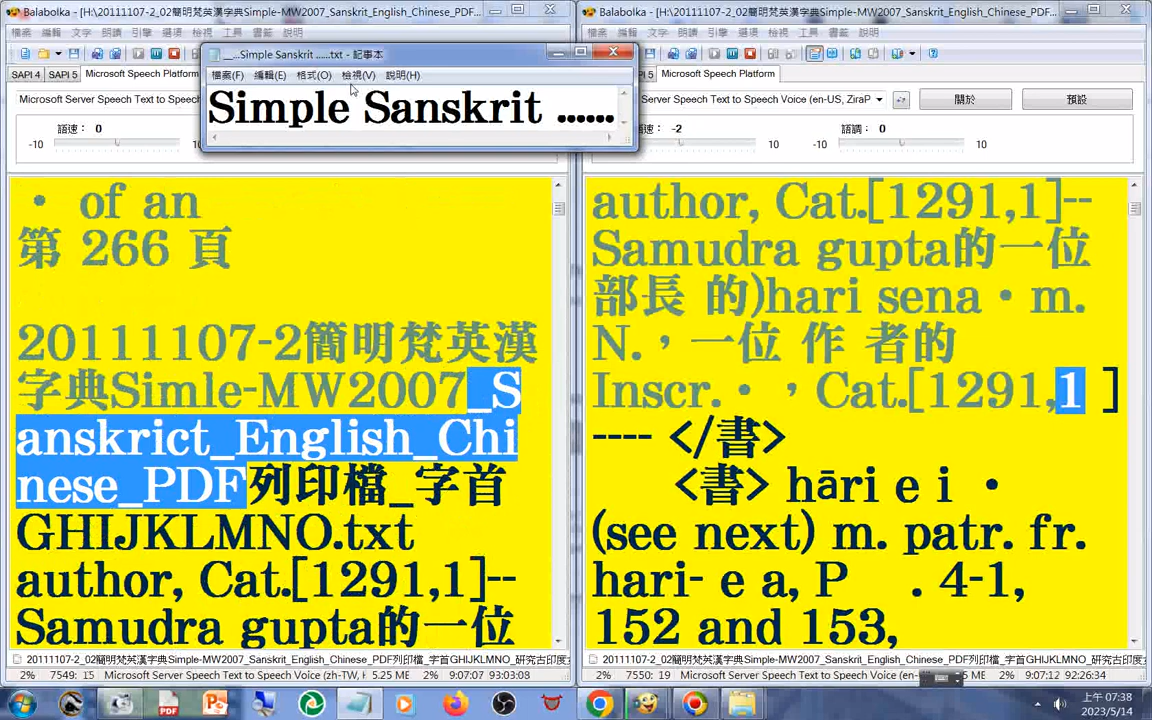 Balabolka - [H:\20111107-2_02簡明梵英漢字典Simple-MW2007_Sanskrit_English_Chinese_PDF...
檔案 編輯 文字 朗讀 引擎 選項 檢視 工具 書籤 說明
SAPI 4 SAPI 5 Microsoft Speech Platform
Microsoft Server Speech Text to Speech
語速： 0
-10
• of an
第 266 頁
20111107-2簡明梵英漢
字典Simle-MW2007_S
anskrict_English_Chi
nese_PDF列印檔_字首
GHIJKLMNO.txt
author, Cat.[1291,1]--
Samudra gupta的一位
20111107-2_02簡明梵英漢字典Simple-MW2007_Sanskrit_English_Chinese_PDF列印檔_字首GHIJKLMNO_研究古印度
2% 7549: 15 Microsoft Server Speech Text to Speech Voice (zh-TW, H 5.25 MB 2% 9:07:07 93:03:08
__...Simple Sanskrit ......txt - 記事本
檔案(F) 編輯(E) 格式(O) 檢視(V) 說明(H)
Simple Sanskrit ......
Balabolka - [H:\20111107-2_02簡明梵英漢字典Simple-MW2007_Sanskrit_English_Chinese_PDF...
工具 書籤 說明
5 Microsoft Speech Platform
Server Speech Text to Speech Voice (en-US, ZiraP 關於 預設
速： -2 語調： 0
10 -10 10
author, Cat.[1291,1]--
Samudra gupta的一位
部長 的)hari sena • m.
N.，一位 作 者的
Inscr. • ，Cat.[1291,1 ]
---- </書>
<書> hāri e i •
(see next) m. patr. fr.
hari- e a, P . 4-1,
152 and 153,
20111107-2_02簡明梵英漢字典Simple-MW2007_Sanskrit_English_Chinese_PDF列印檔_字首GHIJKLMNO_研究古印度
2% 7550: 19 Microsoft Server Speech Text to Speech Voice (en-US, 2% 9:07:12 92:26:34
上午 07:38
2023/5/14